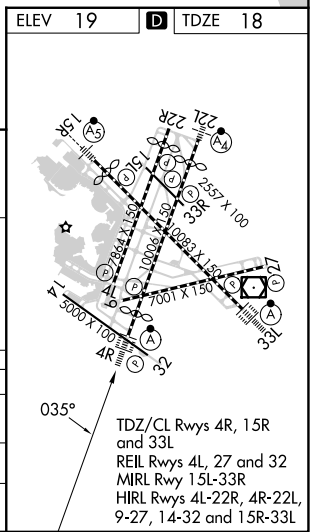 ELEV 19 D TDZE 18
15R
A5
15L
22R
22L
A4
P
P
2557 X 100
33R
P
7864 X 150
10006 X 150
10083 X 150
P
4L
9
P
7001 X 150
27
P
A
33L
14
5000 X 100
A
4R
P
32
035°
TDZ/CL Rwys 4R, 15R
and 33L
REIL Rwys 4L, 27 and 32
MIRL Rwy 15L-33R
HIRL Rwys 4L-22R, 4R-22L,
9-27, 14-32 and 15R-33L